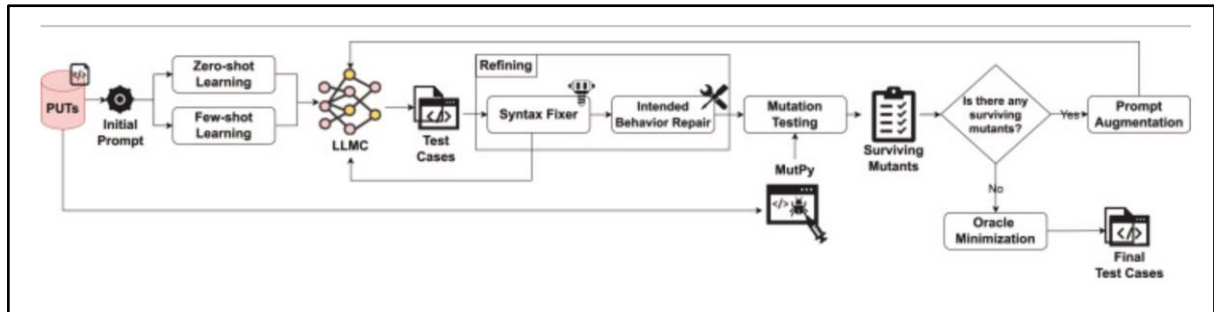 PUTs
Initial
Prompt
Zero-shot
Learning
Few-shot
Learning
LLMC
Test
Cases
Refining
Syntax Fixer
Intended
Behavior Repair
Mutation
Testing
MutPy
Surviving
Mutants
Is there any
surviving
mutants?
Yes
Prompt
Augmentation
No
Oracle
Minimization
Final
Test Cases